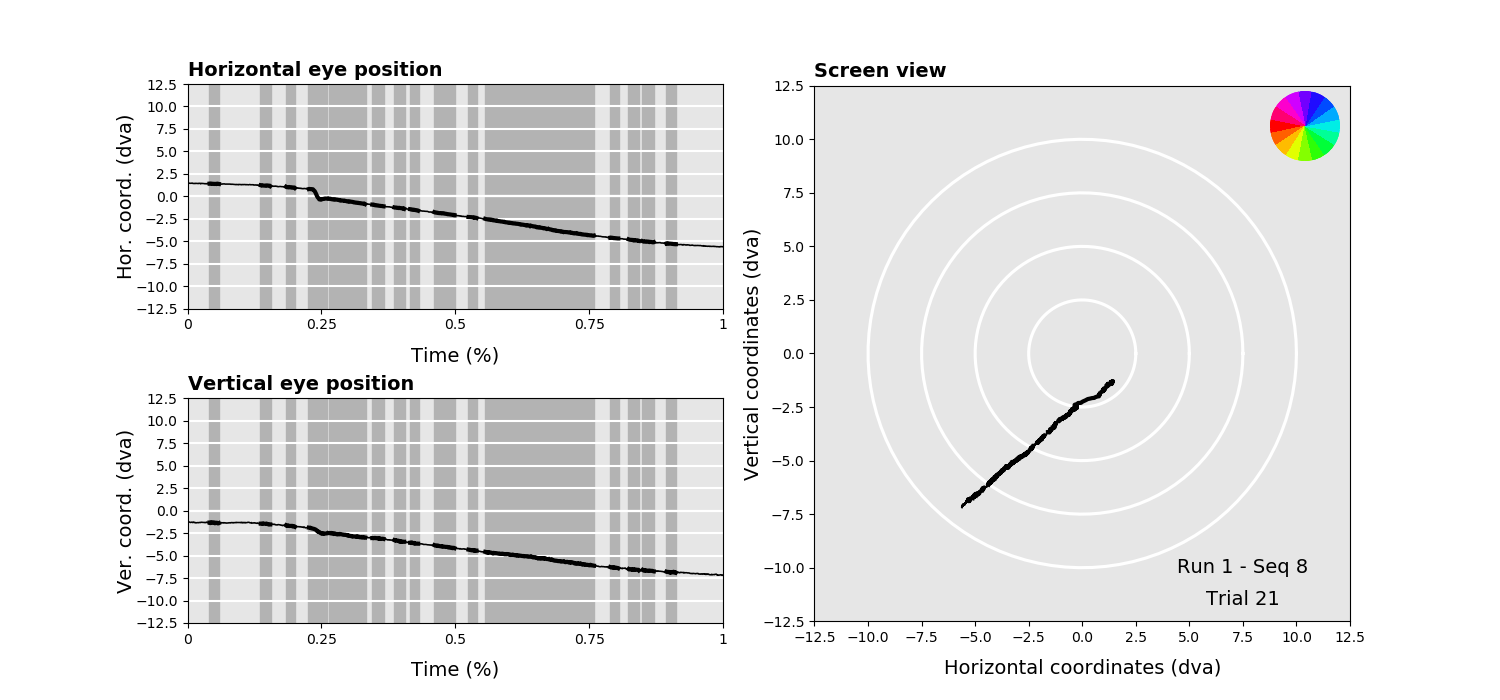 Horizontal eye position
12.5
10.0
7.5
5.0
2.5
0.0
−2.5
−5.0
−7.5
−10.0
−12.5
Hor. coord. (dva)
0 0.25 0.5 0.75 1
Time (%)
Vertical eye position
12.5
10.0
7.5
5.0
2.5
0.0
−2.5
−5.0
−7.5
−10.0
−12.5
Ver. coord. (dva)
0 0.25 0.5 0.75 1
Time (%)
Screen view
12.5
10.0
7.5
5.0
2.5
0.0
−2.5
−5.0
−7.5
−10.0
−12.5
Vertical coordinates (dva)
Run 1 - Seq 8
Trial 21
−12.5 −10.0 −7.5 −5.0 −2.5 0.0 2.5 5.0 7.5 10.0 12.5
Horizontal coordinates (dva)